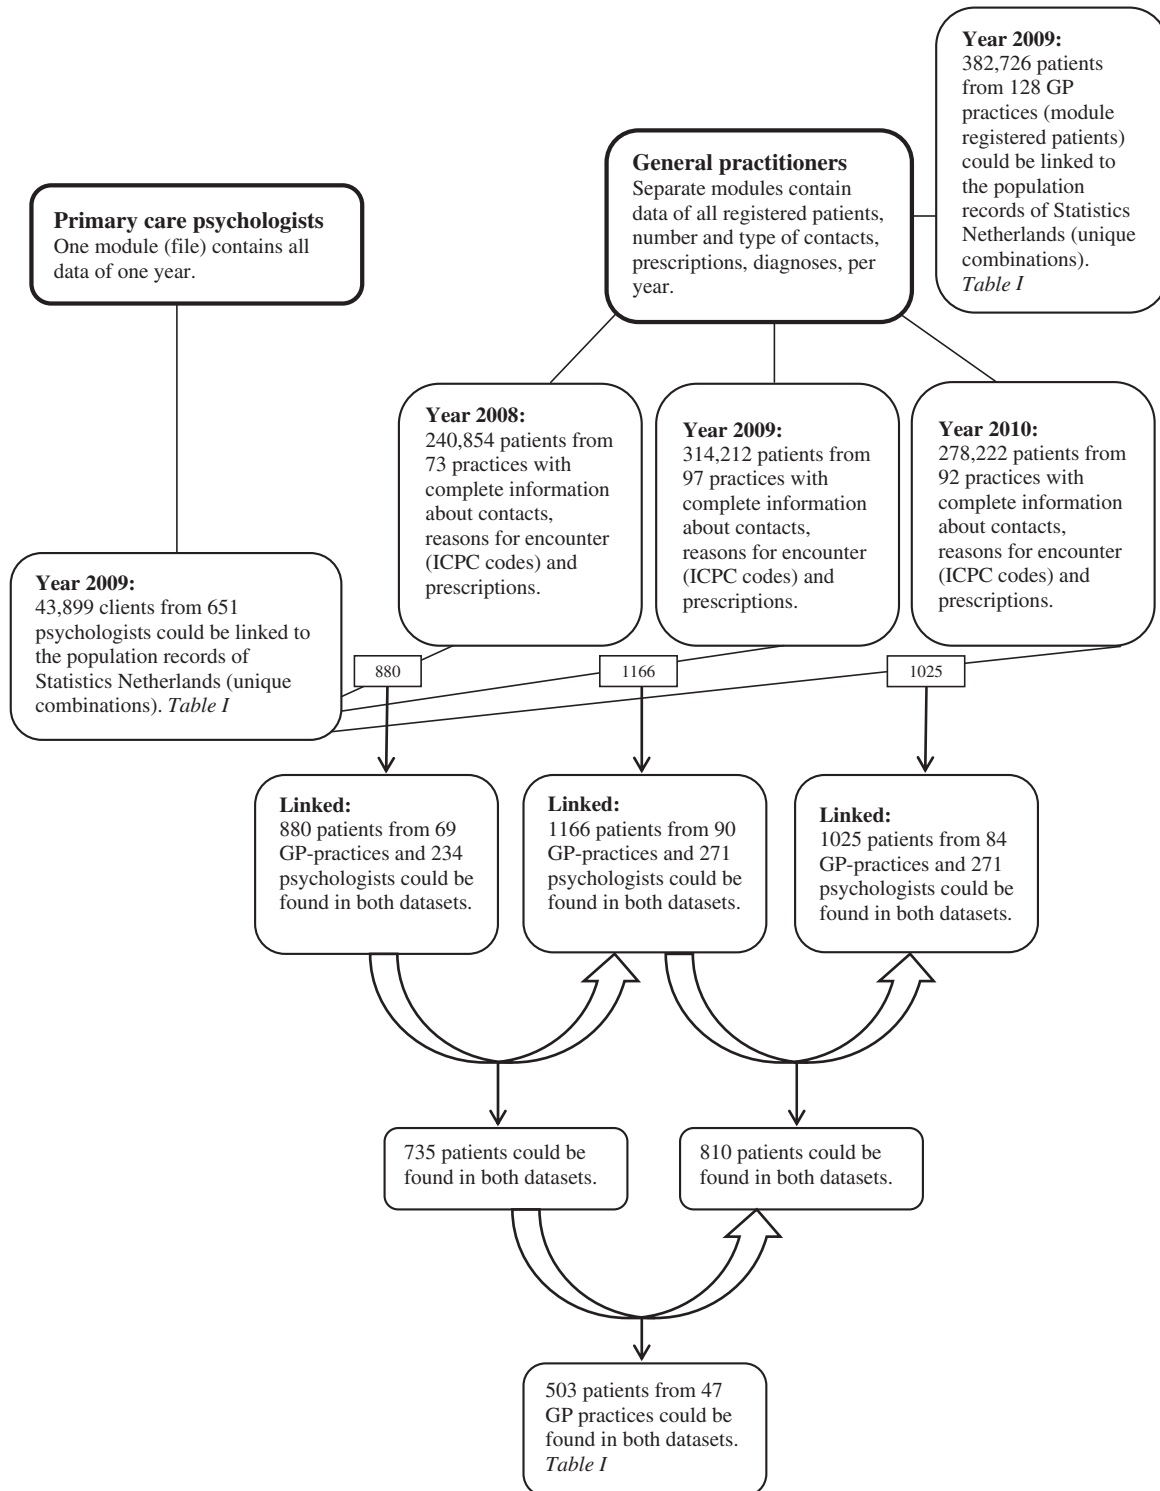 Year 2009:
382,726 patients
from 128 GP
practices (module
registered patients)
could be linked to
the population
records of Statistics
Netherlands (unique
combinations).
Table I
General practitioners
Separate modules contain
data of all registered patients,
number and type of contacts,
prescriptions, diagnoses, per
year.
Primary care psychologists
One module (file) contains all
data of one year.
Year 2008:
240,854 patients from
73 practices with
complete information
about contacts,
reasons for encounter
(ICPC codes) and
prescriptions.
Year 2009:
314,212 patients from
97 practices with
complete information
about contacts,
reasons for encounter
(ICPC codes) and
prescriptions.
Year 2010:
278,222 patients from
92 practices with
complete information
about contacts,
reasons for encounter
(ICPC codes) and
prescriptions.
Year 2009:
43,899 clients from 651
psychologists could be linked to
the population records of
Statistics Netherlands (unique
combinations). Table I
880
1166
1025
Linked:
880 patients from 69
GP-practices and 234
psychologists could be
found in both datasets.
Linked:
1166 patients from 90
GP-practices and 271
psychologists could be
found in both datasets.
Linked:
1025 patients from 84
GP-practices and 271
psychologists could be
found in both datasets.
735 patients could be
found in both datasets.
810 patients could be
found in both datasets.
503 patients from 47
GP practices could be
found in both datasets.
Table I